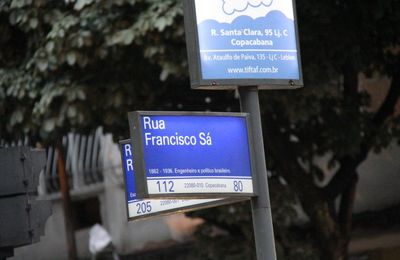 R. Santa Clara, 95 Lj. C
Copacabana
Av. Ataulfo de Paiva, 135 - Lj C - Leblon
www.tiftaf.com.br
Rua
Francisco Sá
1862 - 1936. Engenheiro e político brasileiro.
112 22080-010 Copacabana 80
R
205